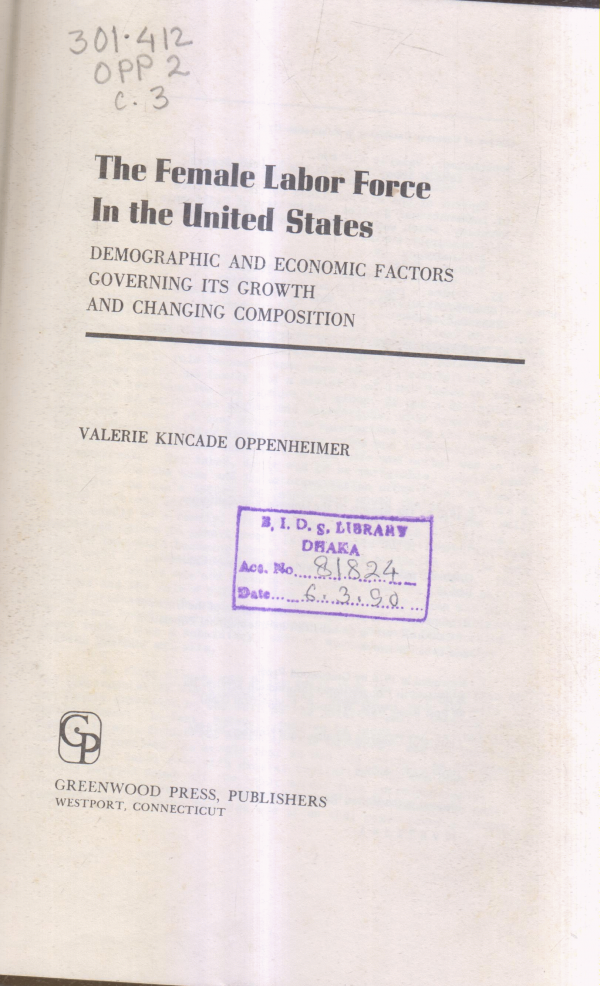 301.412
OPP 2
c. 3
The Female Labor Force
In the United States
DEMOGRAPHIC AND ECONOMIC FACTORS
GOVERNING ITS GROWTH
AND CHANGING COMPOSITION
VALERIE KINCADE OPPENHEIMER
B. I. D. S. LIBRARY
DHAKA
Acc. No. 81824
Date 6.3.90
GP
GREENWOOD PRESS, PUBLISHERS
WESTPORT, CONNECTICUT